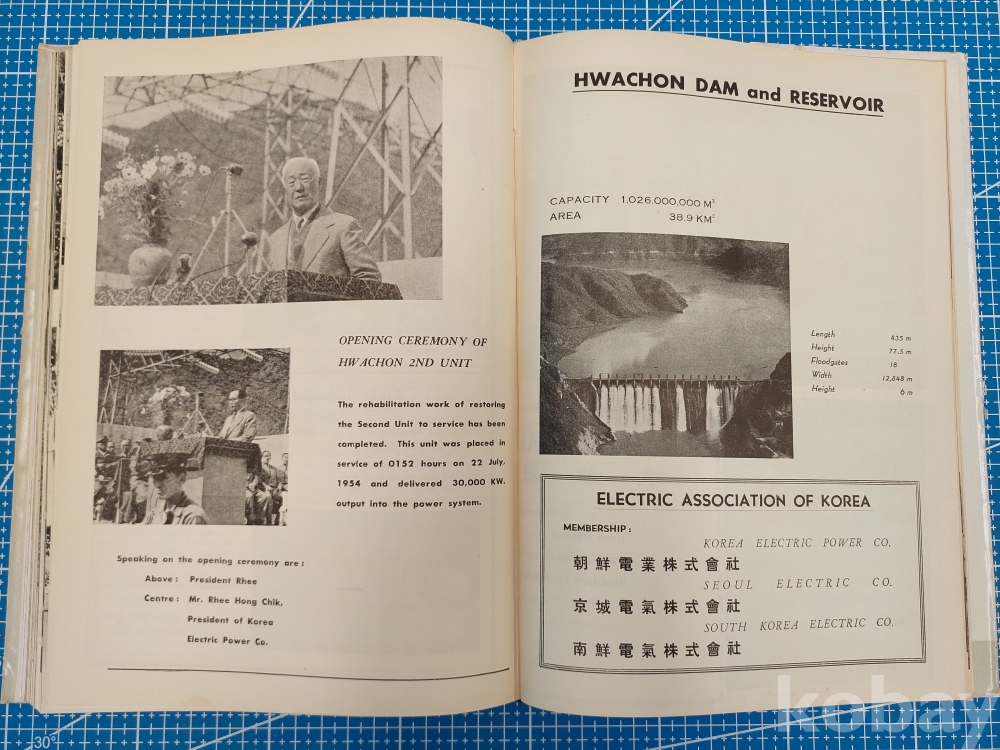 OPENING CEREMONY OF
HWACHON 2ND UNIT
The rehabilitation work of restoring
the Second Unit to service has been
completed. This unit was placed in
service of 0152 hours on 22 July,
1954 and delivered 30,000 KW.
output into the power system.
Speaking on the opening ceremony are :
Above : President Rhee
Centre : Mr. Rhee Hong Chik,
President of Korea
Electric Power Co.
HWACHON DAM and RESERVOIR
CAPACITY 1,026,000,000 M³
AREA 38.9 KM²
Length 435 m
Height 77.5 m
Floodgates 18
Width 12,848 m
Height 6 m
ELECTRIC ASSOCIATION OF KOREA
MEMBERSHIP :
KOREA ELECTRIC POWER CO.
朝鮮電業株式會社
SEOUL ELECTRIC CO.
京城電氣株式會社
SOUTH KOREA ELECTRIC CO.
南鮮電氣株式會社
kobay
30°